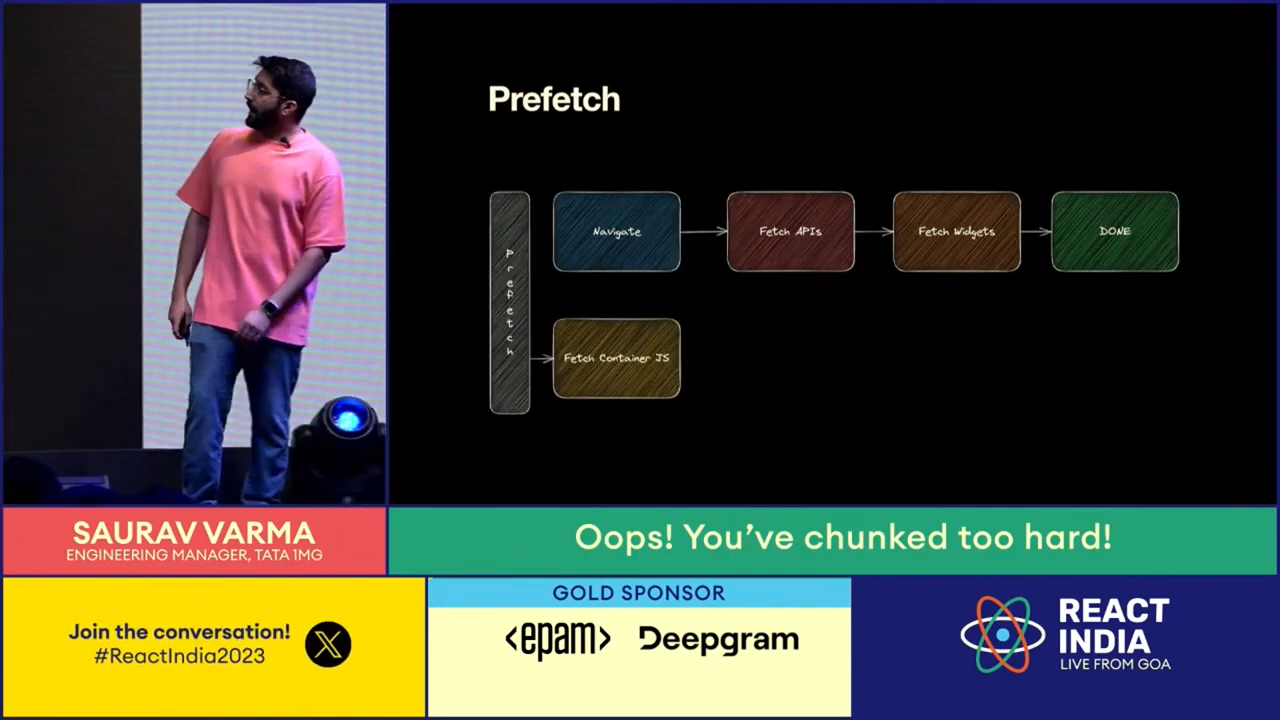 Prefetch
Prefetch
Navigate
Fetch APIs
Fetch Widgets
DONE
Fetch Container JS
SAURAV VARMA
ENGINEERING MANAGER, TATA 1MG
Oops! You've chunked too hard!
Join the conversation!
#ReactIndia2023
X
GOLD SPONSOR
<epam>
Deepgram
REACT
INDIA
LIVE FROM GOA